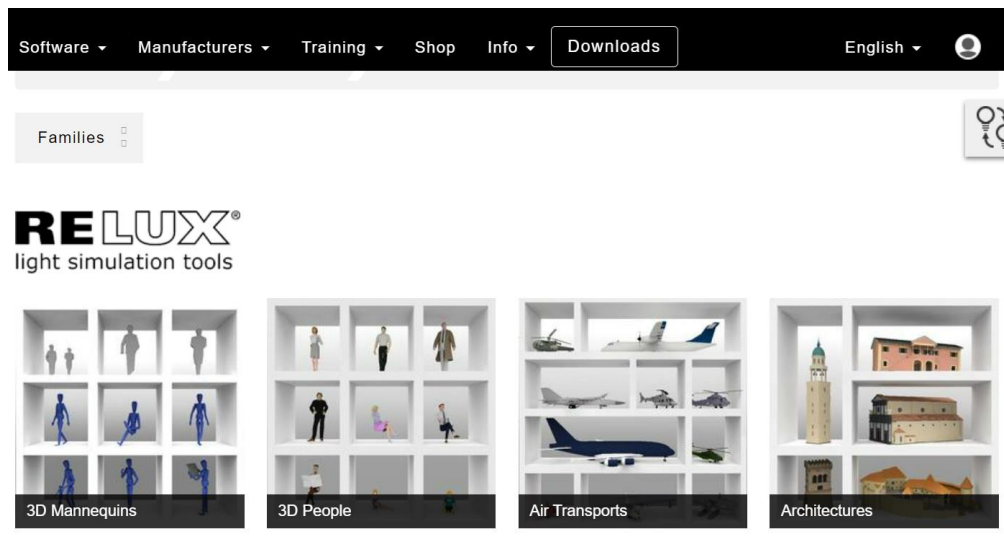 Software
Manufacturers
Training
Shop
Info
Downloads
English
Families
RELUX®
light simulation tools
3D Mannequins
3D People
Air Transports
Architectures